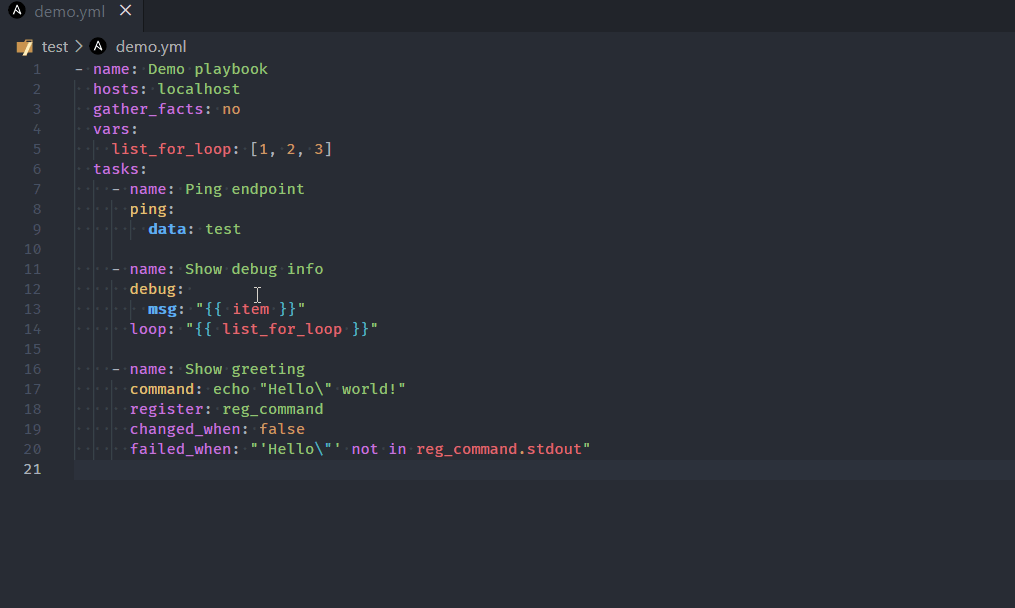 demo.yml
test > demo.yml
1 - name: Demo playbook
2   hosts: localhost
3   gather_facts: no
4   vars:
5     list_for_loop: [1, 2, 3]
6   tasks:
7     - name: Ping endpoint
8       ping:
9         data: test
10
11     - name: Show debug info
12       debug:
13         msg: "{{ item }}"
14       loop: "{{ list_for_loop }}"
15
16     - name: Show greeting
17       command: echo "Hello\" world!"
18       register: reg_command
19       changed_when: false
20       failed_when: "'Hello\"' not in reg_command.stdout"
21